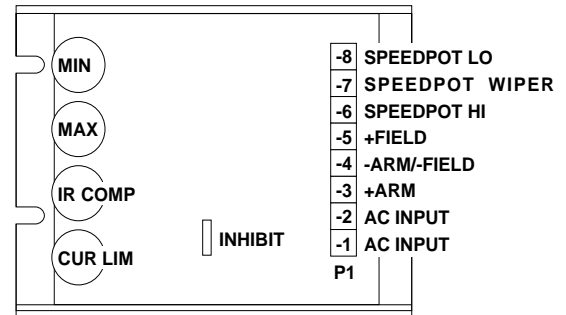 MIN
MAX
IR COMP
CUR LIM
INHIBIT
-8 SPEEDPOT LO
-7 SPEEDPOT WIPER
-6 SPEEDPOT HI
-5 +FIELD
-4 -ARM/-FIELD
-3 +ARM
-2 AC INPUT
-1 AC INPUT
P1